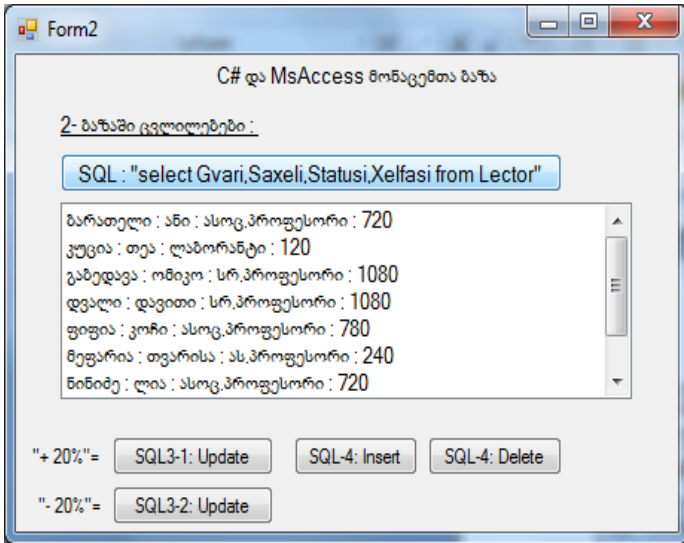 Form2
C# და MsAccess მონაცემთა ბაზა
2- ბაზაში ცვლილებები :
SQL : "select Gvari,Saxeli,Statusi,Xelfasi from Lector"
ბარათელი : ანი : ასოც.პროფესორი : 720
კუცია : თეა : ლაბორანტი : 120
გაბედავა : ომიკო : სრ.პროფესორი : 1080
დვალი : დავითი : სრ.პროფესორი : 1080
ფიფია : კოჩი : ასოც.პროფესორი : 780
მეფარია : თვარისა : ას.პროფესორი : 240
ნინიძე : ლია : ასოც.პროფესორი : 720
"+ 20%"= SQL3-1: Update SQL-4: Insert SQL-4: Delete
"- 20%"= SQL3-2: Update